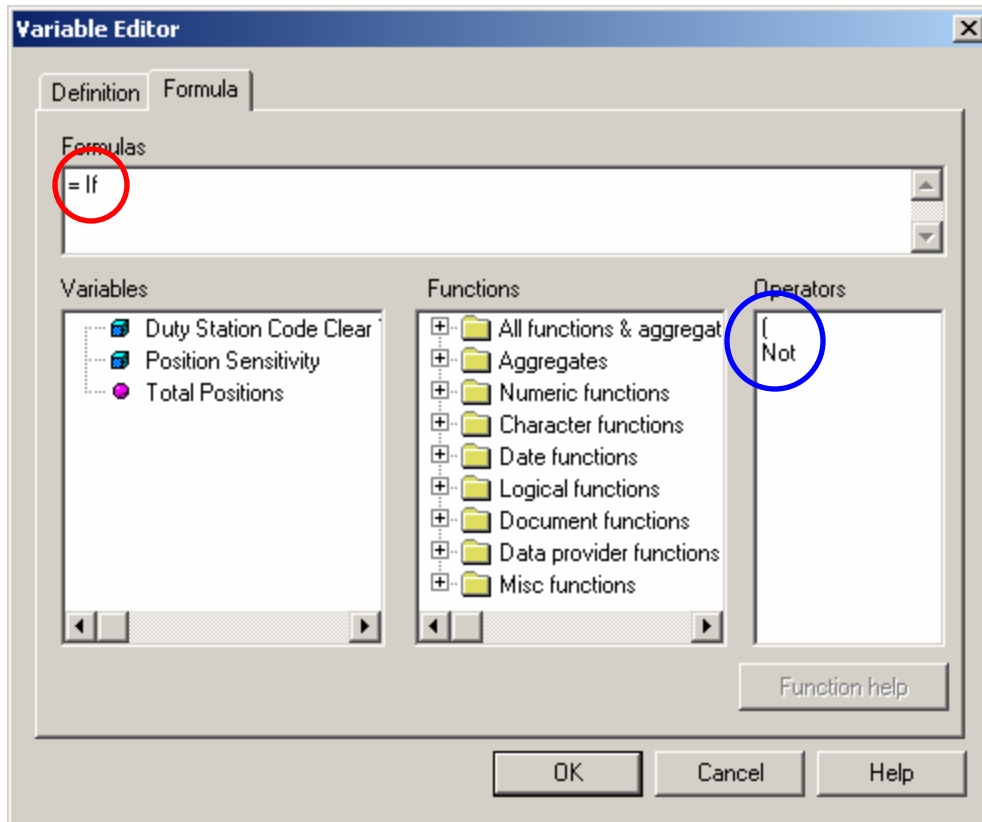 Variable Editor
Definition Formula
Formulas
= If
Variables
Duty Station Code Clear
Position Sensitivity
Total Positions
Functions
All functions & aggregat
Aggregates
Numeric functions
Character functions
Date functions
Logical functions
Document functions
Data provider functions
Misc functions
Operators
(
Not
Function help
OK Cancel Help